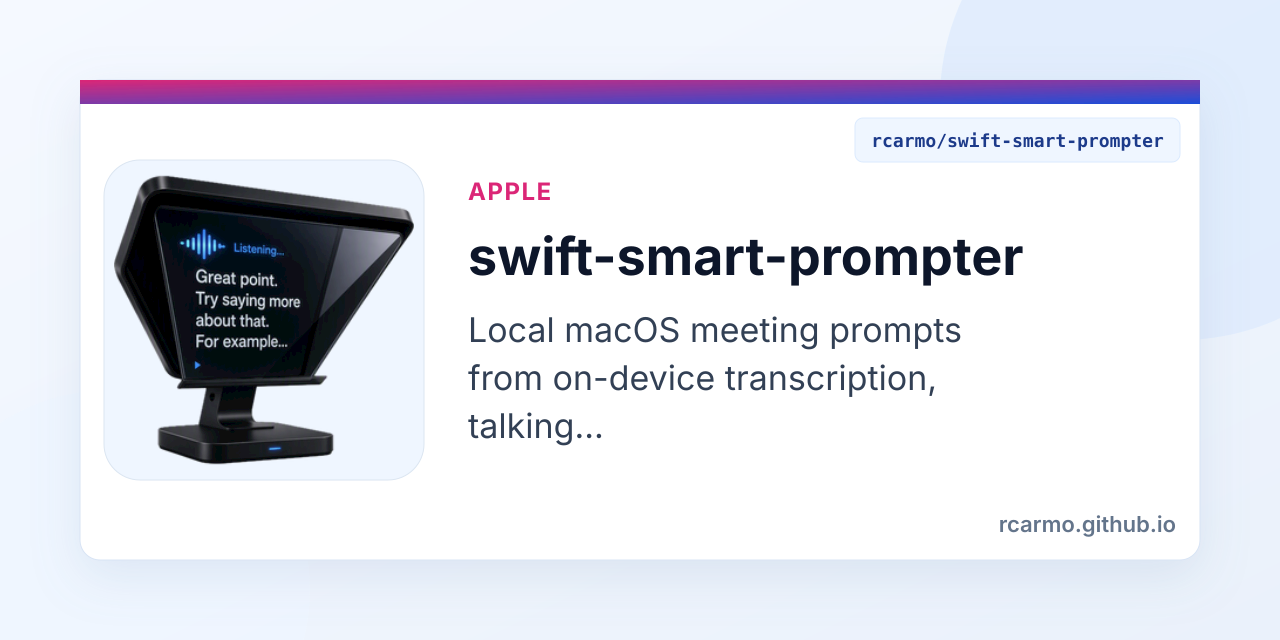 rcarmo/swift-smart-prompter
APPLE
swift-smart-prompter
Local macOS meeting prompts
from on-device transcription,
talking...
Listening...
Great point.
Try saying more
about that.
For example...
rcarmo.github.io